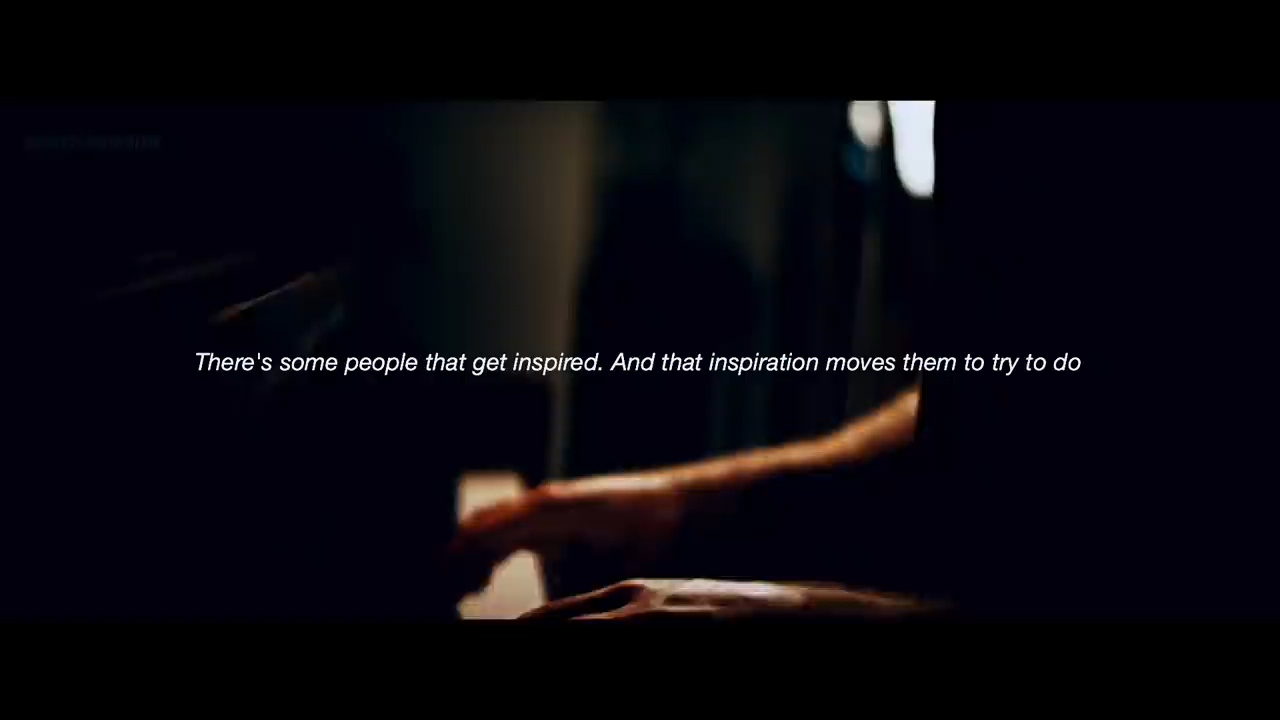 There's some people that get inspired. And that inspiration moves them to try to do